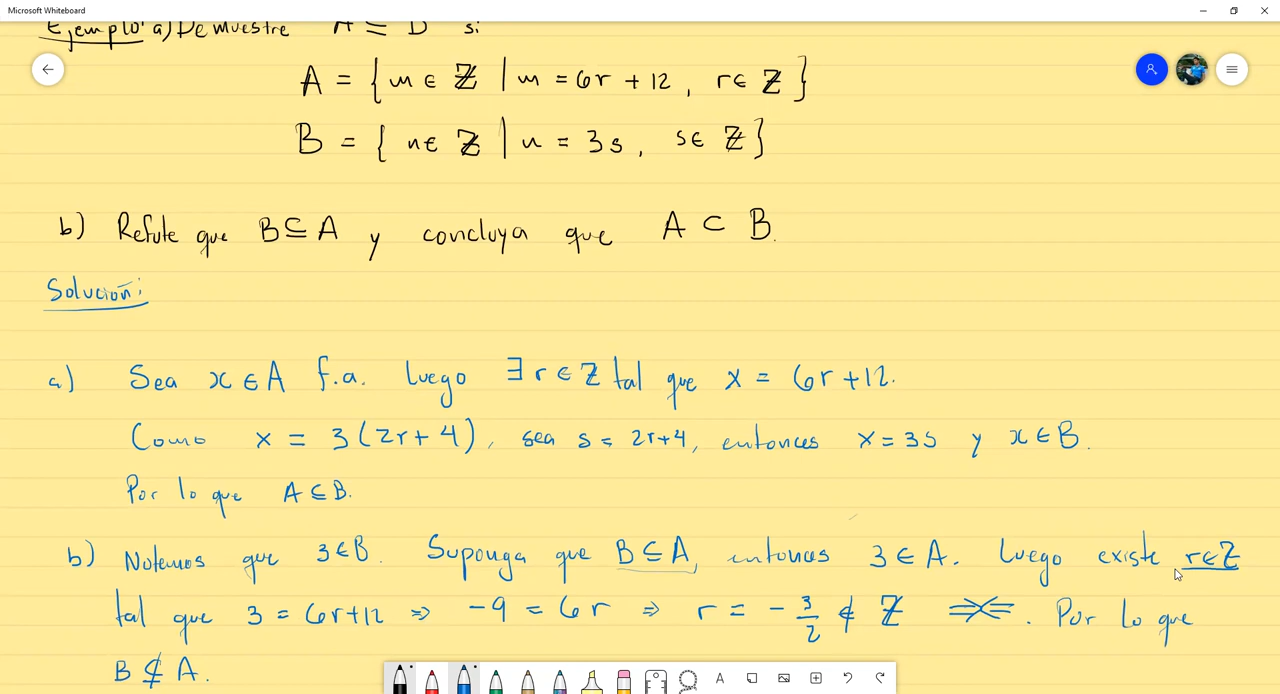 Microsoft Whiteboard
Ejemplo: a) Demuestre A ⊆ B si
A = { m ∈ ℤ | m = 6r + 12, r ∈ ℤ }
B = { n ∈ ℤ | n = 3s, s ∈ ℤ }
b) Refute que B ⊆ A y concluya que A ⊂ B.
Solución:
a) Sea x ∈ A f.a. luego ∃ r ∈ ℤ tal que x = 6r + 12.
Como x = 3(2r + 4), sea s = 2r + 4, entonces x = 3s y x ∈ B.
Por lo que A ⊆ B.
b) Notemos que 3 ∈ B. Suponga que B ⊆ A, entonces 3 ∈ A. Luego existe r ∈ ℤ
tal que 3 = 6r + 12 ⇒ -9 = 6r ⇒ r = -3/2 ∉ ℤ ⇒⇐. Por lo que
B ⊈ A.
A